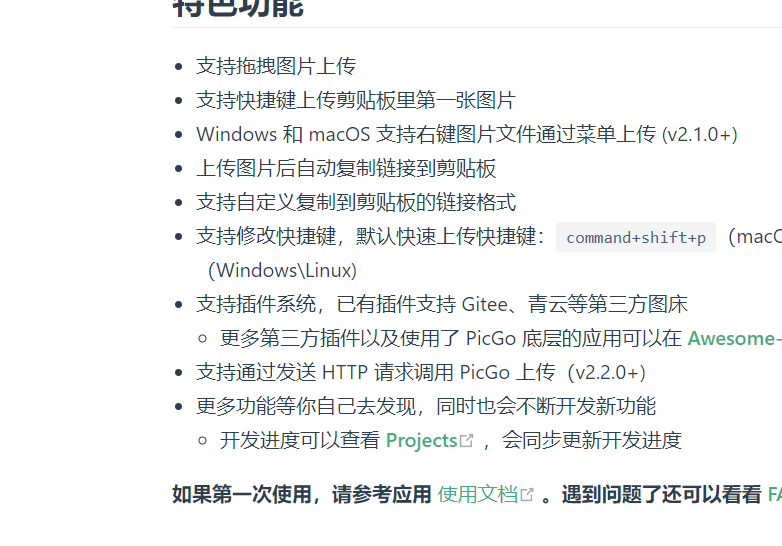 特色功能
支持拖拽图片上传
支持快捷键上传剪贴板里第一张图片
Windows 和 macOS 支持右键图片文件通过菜单上传 (v2.1.0+)
上传图片后自动复制链接到剪贴板
支持自定义复制到剪贴板的链接格式
支持修改快捷键，默认快速上传快捷键： command+shift+p （mac
（Windows\Linux)
支持插件系统，已有插件支持 Gitee、青云等第三方图床
更多第三方插件以及使用了 PicGo 底层的应用可以在 Awesome-
支持通过发送 HTTP 请求调用 PicGo 上传（v2.2.0+)
更多功能等你自己去发现，同时也会不断开发新功能
开发进度可以查看 Projects ，会同步更新开发进度
如果第一次使用，请参考应用 使用文档 。遇到问题了还可以看看 F